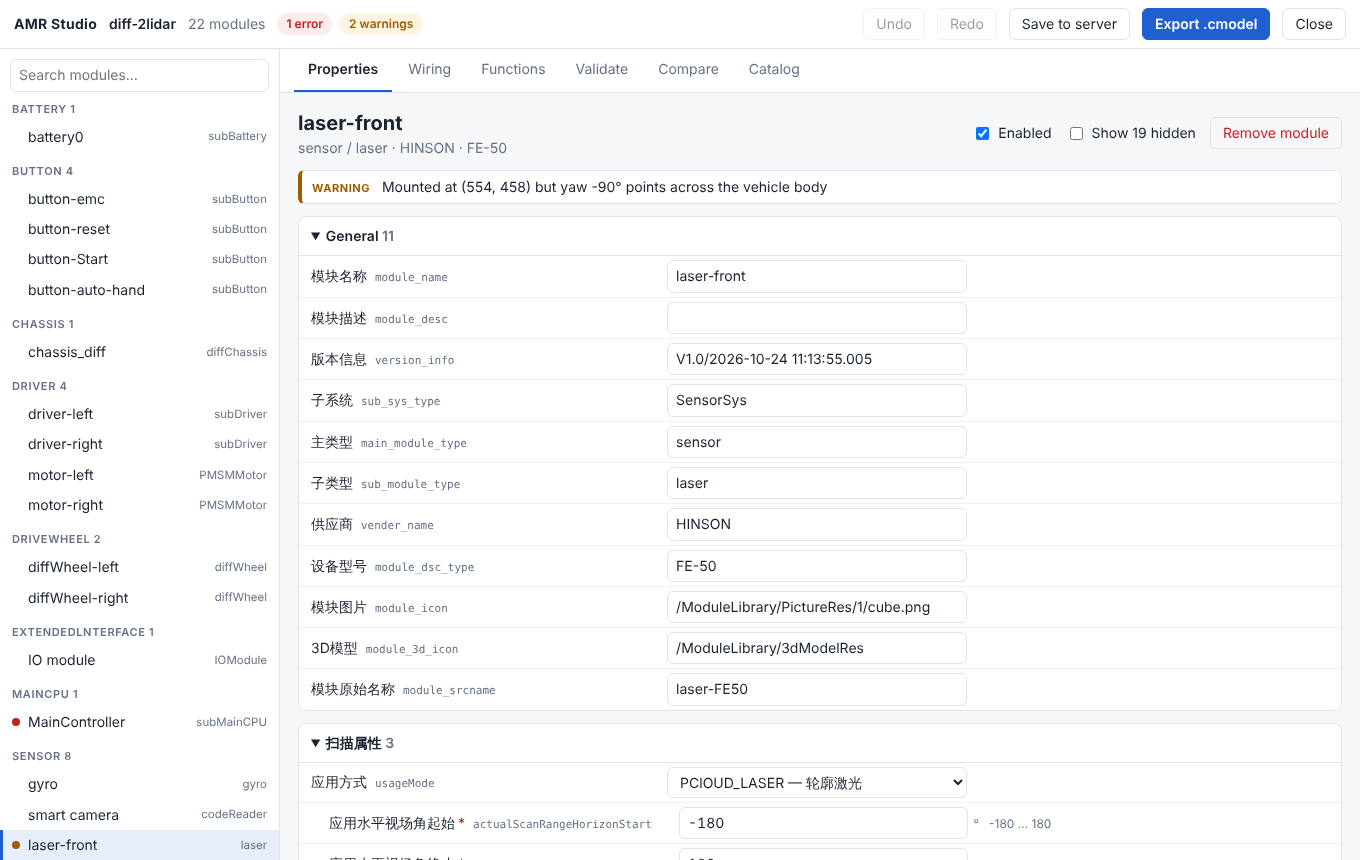 AMR Studio diff-2lidar 22 modules 1 error 2 warnings Undo Redo Save to server Export .cmodel Close
Search modules...
BATTERY 1
battery0 subBattery
BUTTON 4
button-emc subButton
button-reset subButton
button-Start subButton
button-auto-hand subButton
CHASSIS 1
chassis_diff diffChassis
DRIVER 4
driver-left subDriver
driver-right subDriver
motor-left PMSMMotor
motor-right PMSMMotor
DRIVEWHEEL 2
diffWheel-left diffWheel
diffWheel-right diffWheel
EXTENDEDLNTERFACE 1
IO module IOModule
MAINCPU 1
MainController subMainCPU
SENSOR 8
gyro gyro
smart camera codeReader
laser-front laser
Properties Wiring Functions Validate Compare Catalog
laser-front
sensor / laser · HINSON · FE-50
Enabled Show 19 hidden Remove module
WARNING Mounted at (554, 458) but yaw -90° points across the vehicle body
▼ General 11
模块名称 module_name laser-front
模块描述 module_desc
版本信息 version_info V1.0/2026-10-24 11:13:55.005
子系统 sub_sys_type SensorSys
主类型 main_module_type sensor
子类型 sub_module_type laser
供应商 vender_name HINSON
设备型号 module_dsc_type FE-50
模块图片 module_icon /ModuleLibrary/PictureRes/1/cube.png
3D模型 module_3d_icon /ModuleLibrary/3dModelRes
模块原始名称 module_srcname laser-FE50
▼ 扫描属性 3
应用方式 usageMode PCIOUD_LASER — 轮廓激光
应用水平视场角起始 * actualScanRangeHorizonStart -180 ° -180 … 180